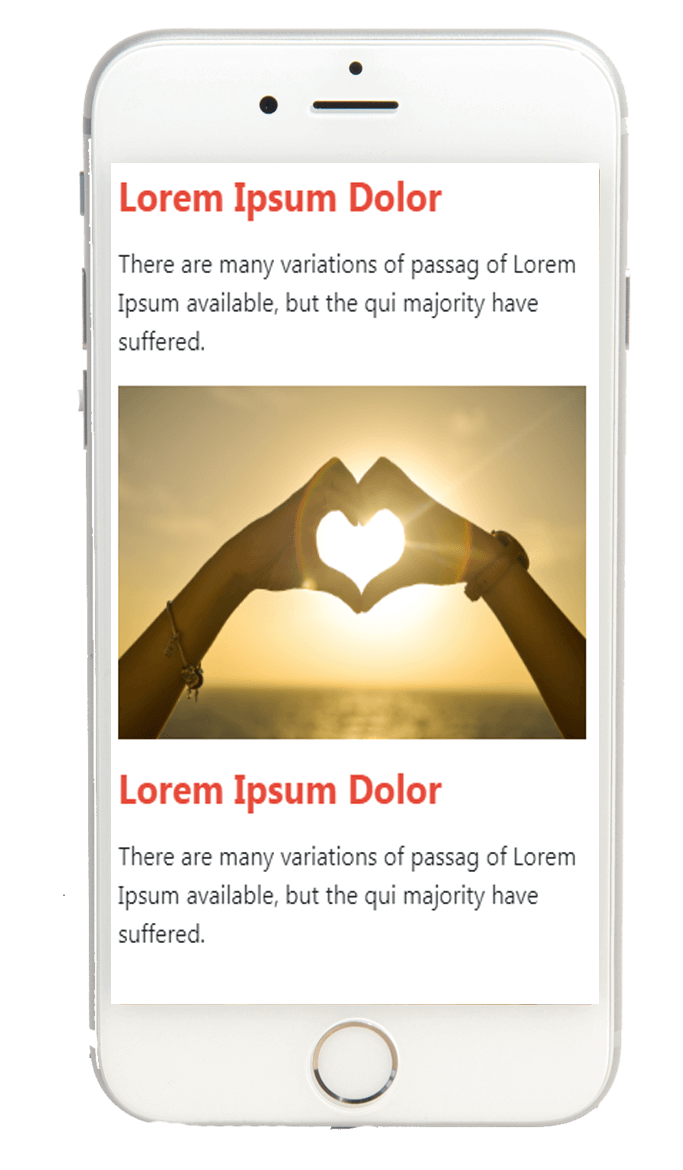 Lorem Ipsum Dolor
There are many variations of passag of Lorem
Ipsum available, but the qui majority have
suffered.
Lorem Ipsum Dolor
There are many variations of passag of Lorem
Ipsum available, but the qui majority have
suffered.